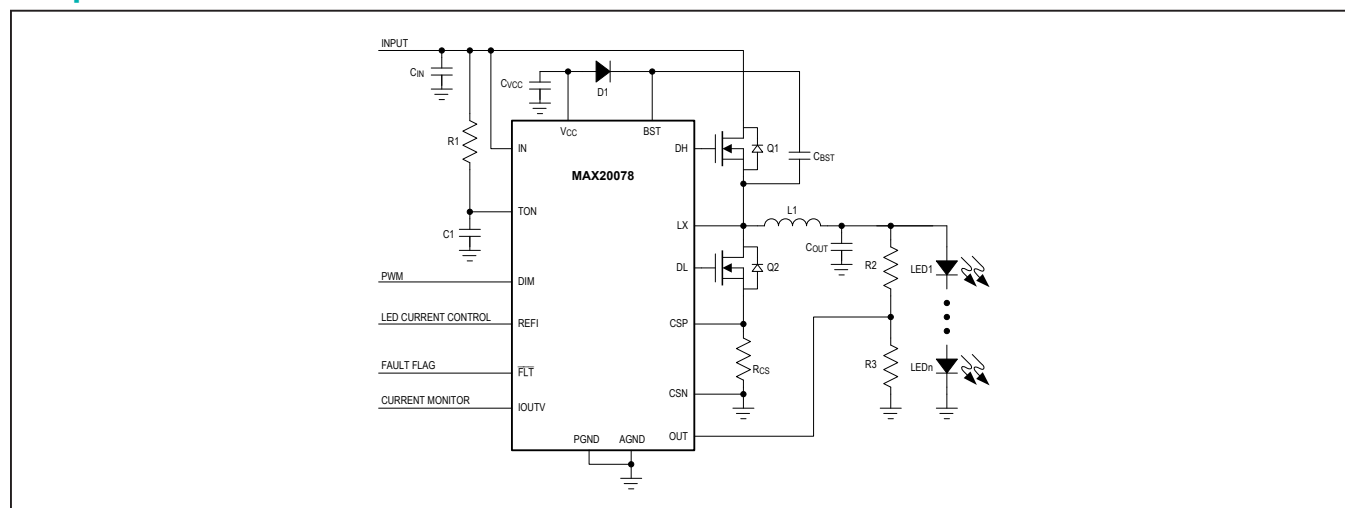 INPUT
CIN
CVCC
D1
R1
VCC
BST
IN
DH
Q1
CBST
MAX20078
TON
LX
L1
C1
COUT
R2
LED1
DL
Q2
PWM
DIM
LED CURRENT CONTROL
REFI
CSP
R3
LEDn
FAULT FLAG
FLT
RCS
CSN
CURRENT MONITOR
IOUTV
OUT
PGND
AGND